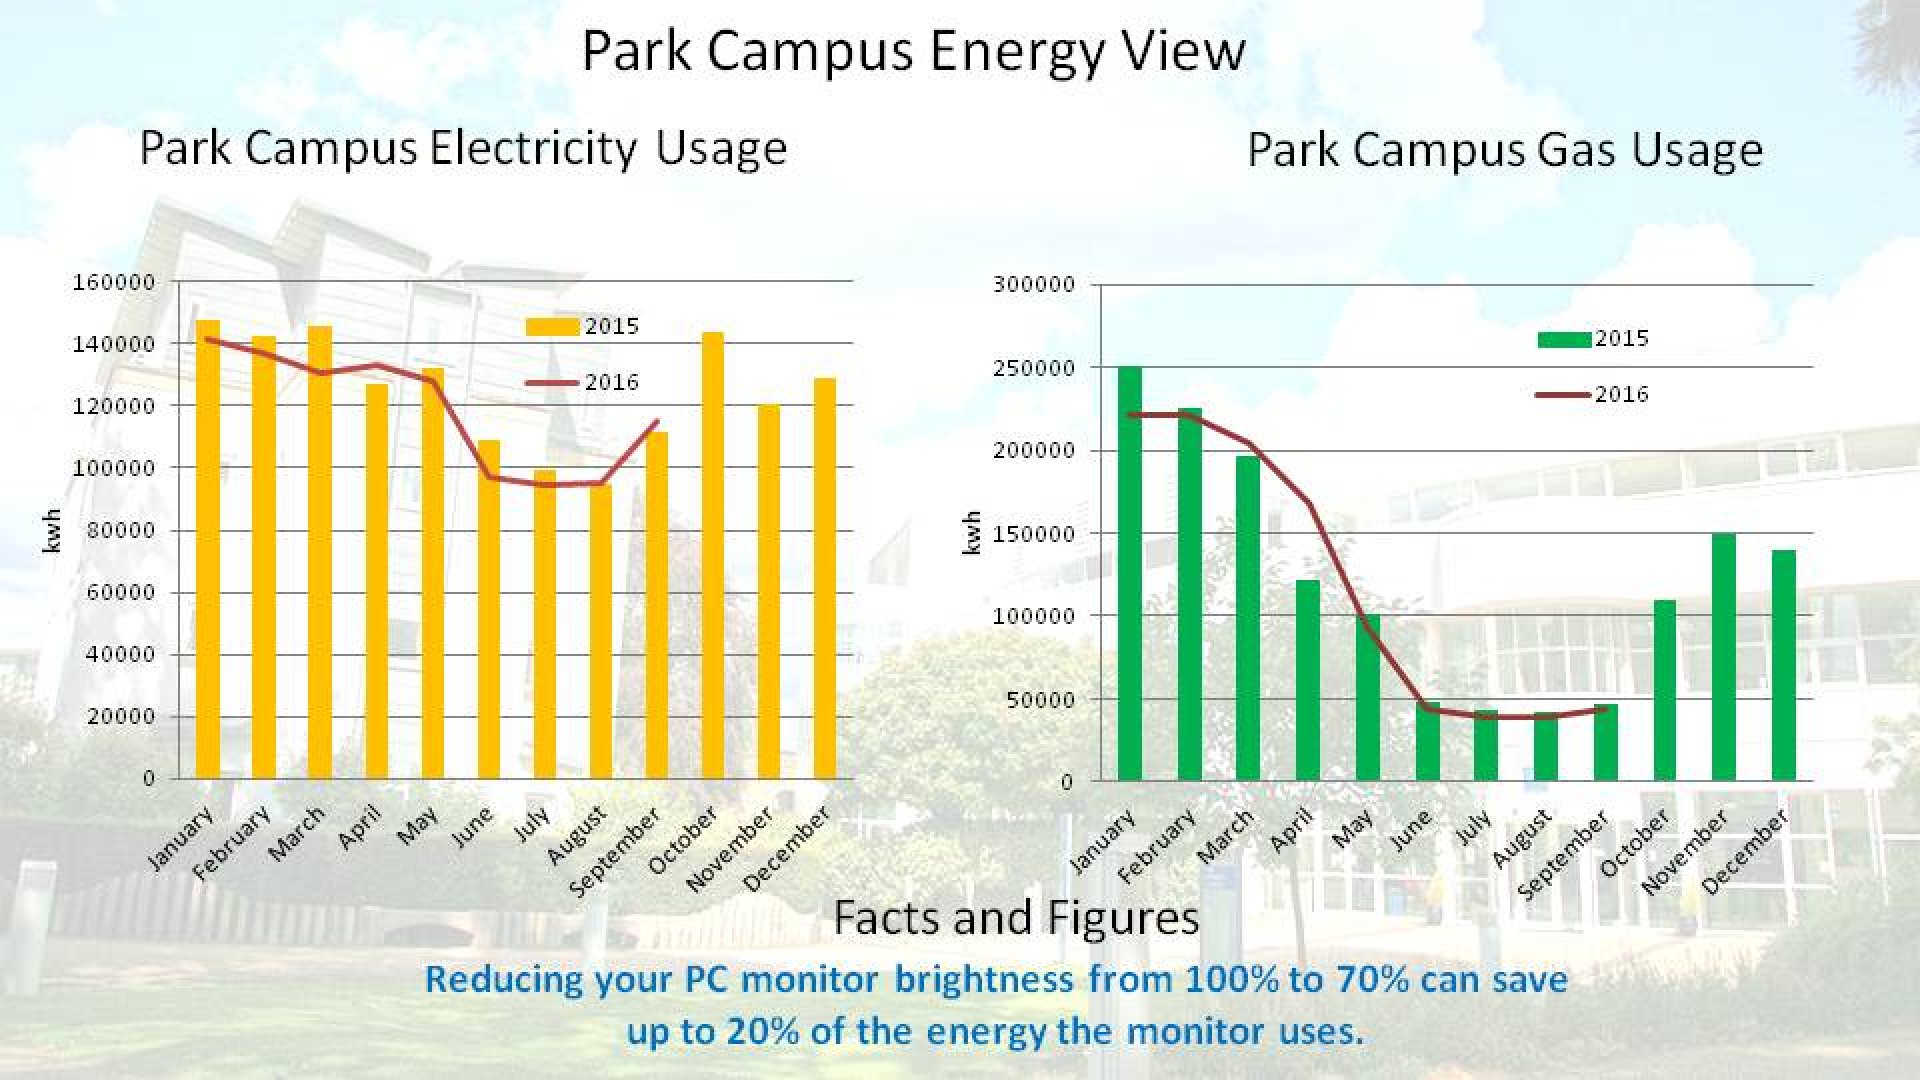 Park Campus Energy View
Park Campus Electricity Usage
160000
140000
120000
100000
80000
60000
40000
20000
0
kwh
2015
2016
January
February
March
April
May
June
July
August
September
October
November
December
Park Campus Gas Usage
300000
250000
200000
150000
100000
50000
0
kwh
2015
2016
January
February
March
April
May
June
July
August
September
October
November
December
Facts and Figures
Reducing your PC monitor brightness from 100% to 70% can save
up to 20% of the energy the monitor uses.